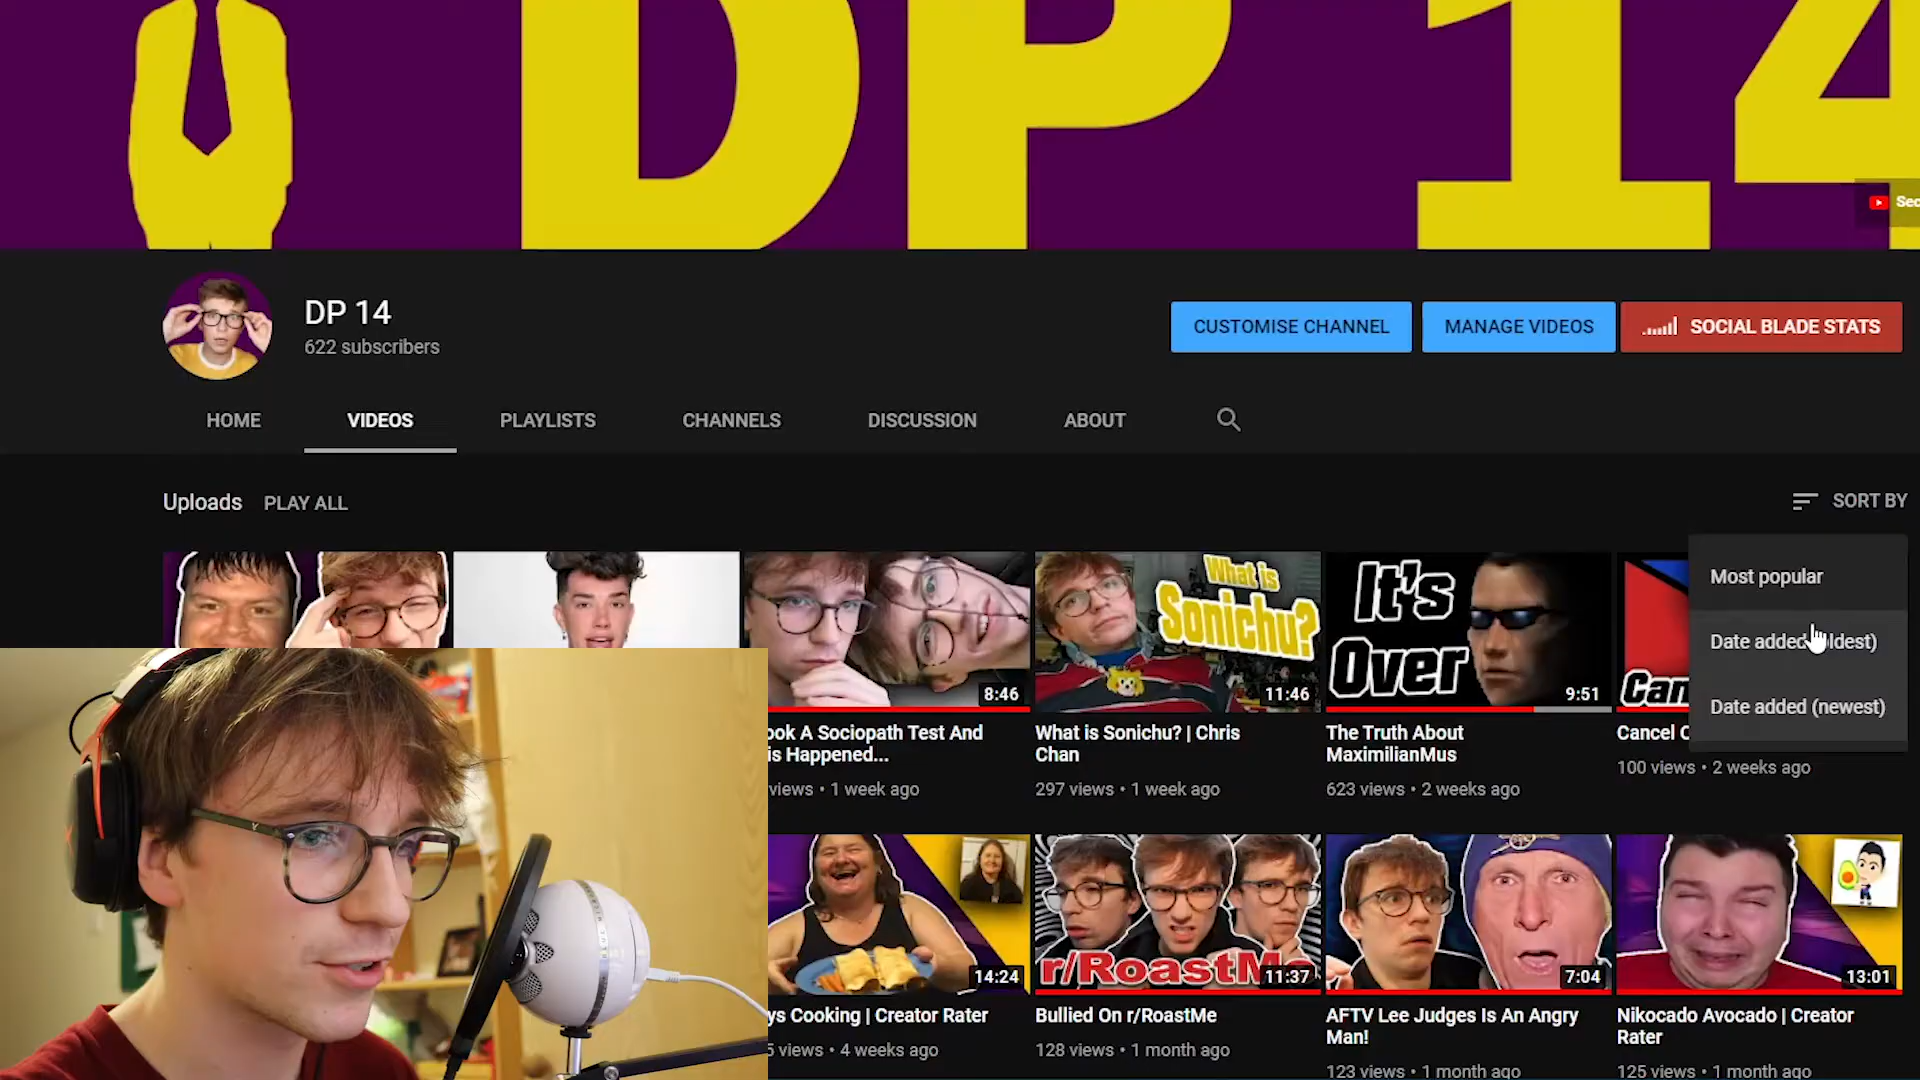 DP 14
DP 14
622 subscribers
CUSTOMISE CHANNEL
MANAGE VIDEOS
SOCIAL BLADE STATS
HOME
VIDEOS
PLAYLISTS
CHANNELS
DISCUSSION
ABOUT
Uploads
PLAY ALL
SORT BY
Most popular
Date added
Date added (newest)
What is
Sonichu?
It's
Over
8:46
11:46
9:51
A Sociopath Test And
Happened...
views • 1 week ago
What is Sonichu? | Chris
Chan
297 views • 1 week ago
The Truth About
MaximilianMus
623 views • 2 weeks ago
Cancel
100 views • 2 weeks ago
14:24
r/RoastMe
11:37
7:04
13:01
Cooking | Creator Rater
views • 4 weeks ago
Bullied On r/RoastMe
128 views • 1 month ago
AFTV Lee Judges Is An Angry
Man!
123 views • 1 month ago
Nikocado Avocado | Creator
Rater
125 views • 1 month ago